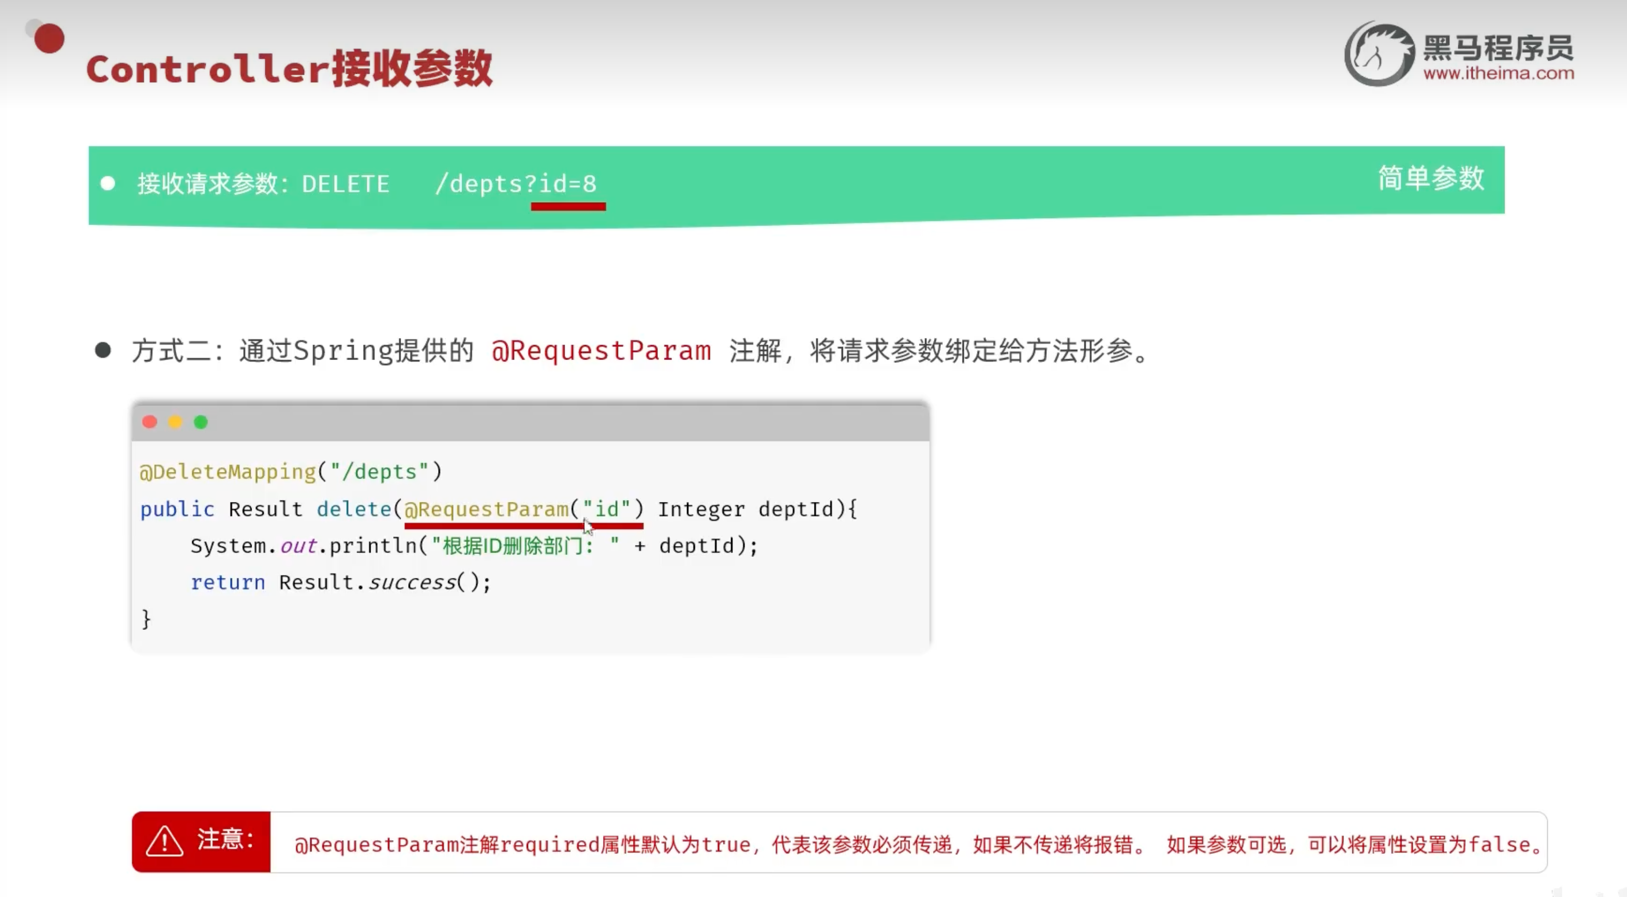 Controller接收参数
黑马程序员
www.itheima.com
接收请求参数：DELETE /depts?id=8
简单参数
方式二：通过Spring提供的 @RequestParam 注解，将请求参数绑定给方法形参。
@DeleteMapping("/depts")
public Result delete(@RequestParam("id") Integer deptId){
System.out.println("根据ID删除部门：" + deptId);
return Result.success();
}
注意：
@RequestParam注解required属性默认为true，代表该参数必须传递，如果不传递将报错。 如果参数可选，可以将属性设置为false。